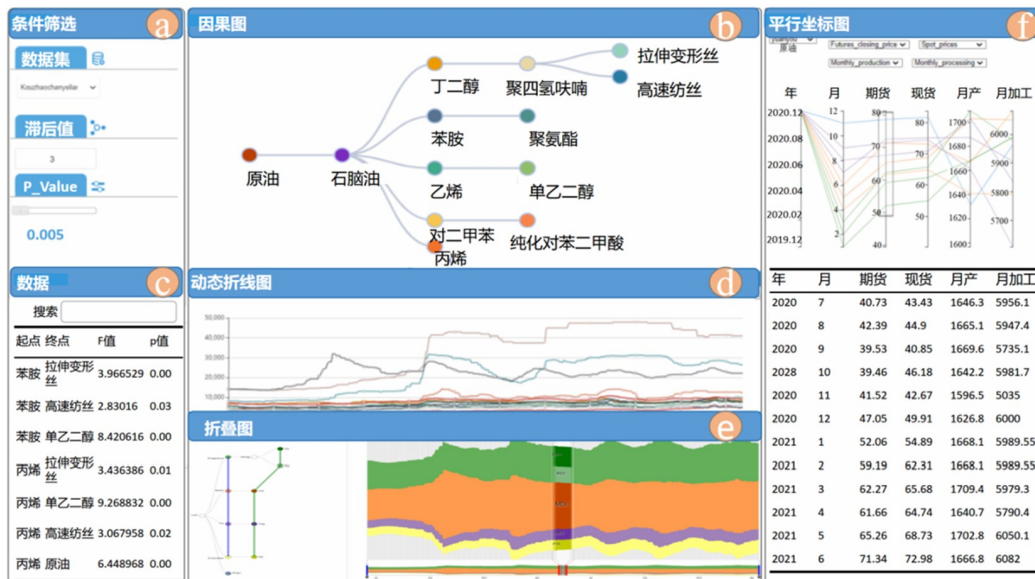 条件筛选
a
数据集
滞后值
3
P_Value
0.005
因果图
b
拉伸变形丝
丁二醇
聚四氢呋喃
高速纺丝
苯胺
聚氨酯
原油
石脑油
乙烯
单乙二醇
对二甲苯
纯化对苯二甲酸
丙烯
平行坐标图
f
原油
Futures_closing_price
Spot_prices
Monthly_production
Monthly_processing
年 月 期货 现货 月产 月加工
2020.12
2020.08
2020.06
2020.04
2020.02
2019.12
12
10
8
6
4
2
80
70
60
50
40
80
70
60
50
1700
1680
1660
1640
1620
1600
6000
5900
5800
5700
数据
c
搜索
起点 终点 F值 p值
苯胺 拉伸变形丝 3.966529 0.00
苯胺 高速纺丝 2.83016 0.03
苯胺 单乙二醇 8.420616 0.00
丙烯 拉伸变形丝 3.436386 0.01
丙烯 单乙二醇 9.268832 0.00
丙烯 高速纺丝 3.067958 0.02
丙烯 原油 6.448968 0.00
动态折线图
d
50,000
40,000
30,000
20,000
10,000
折叠图
e
年 月 期货 现货 月产 月加工
2020 7 40.73 43.43 1646.3 5956.1
2020 8 42.39 44.9 1665.1 5947.4
2020 9 39.53 40.85 1669.6 5735.1
2028 10 39.46 46.18 1642.2 5981.7
2020 11 41.52 42.67 1596.5 5035
2020 12 47.05 49.91 1626.8 6000
2021 1 52.06 54.89 1668.1 5989.55
2021 2 59.19 62.31 1668.1 5989.55
2021 3 62.27 65.68 1709.4 5979.3
2021 4 61.66 64.74 1640.7 5790.4
2021 5 65.26 68.73 1702.8 6050.1
2021 6 71.34 72.98 1666.8 6082